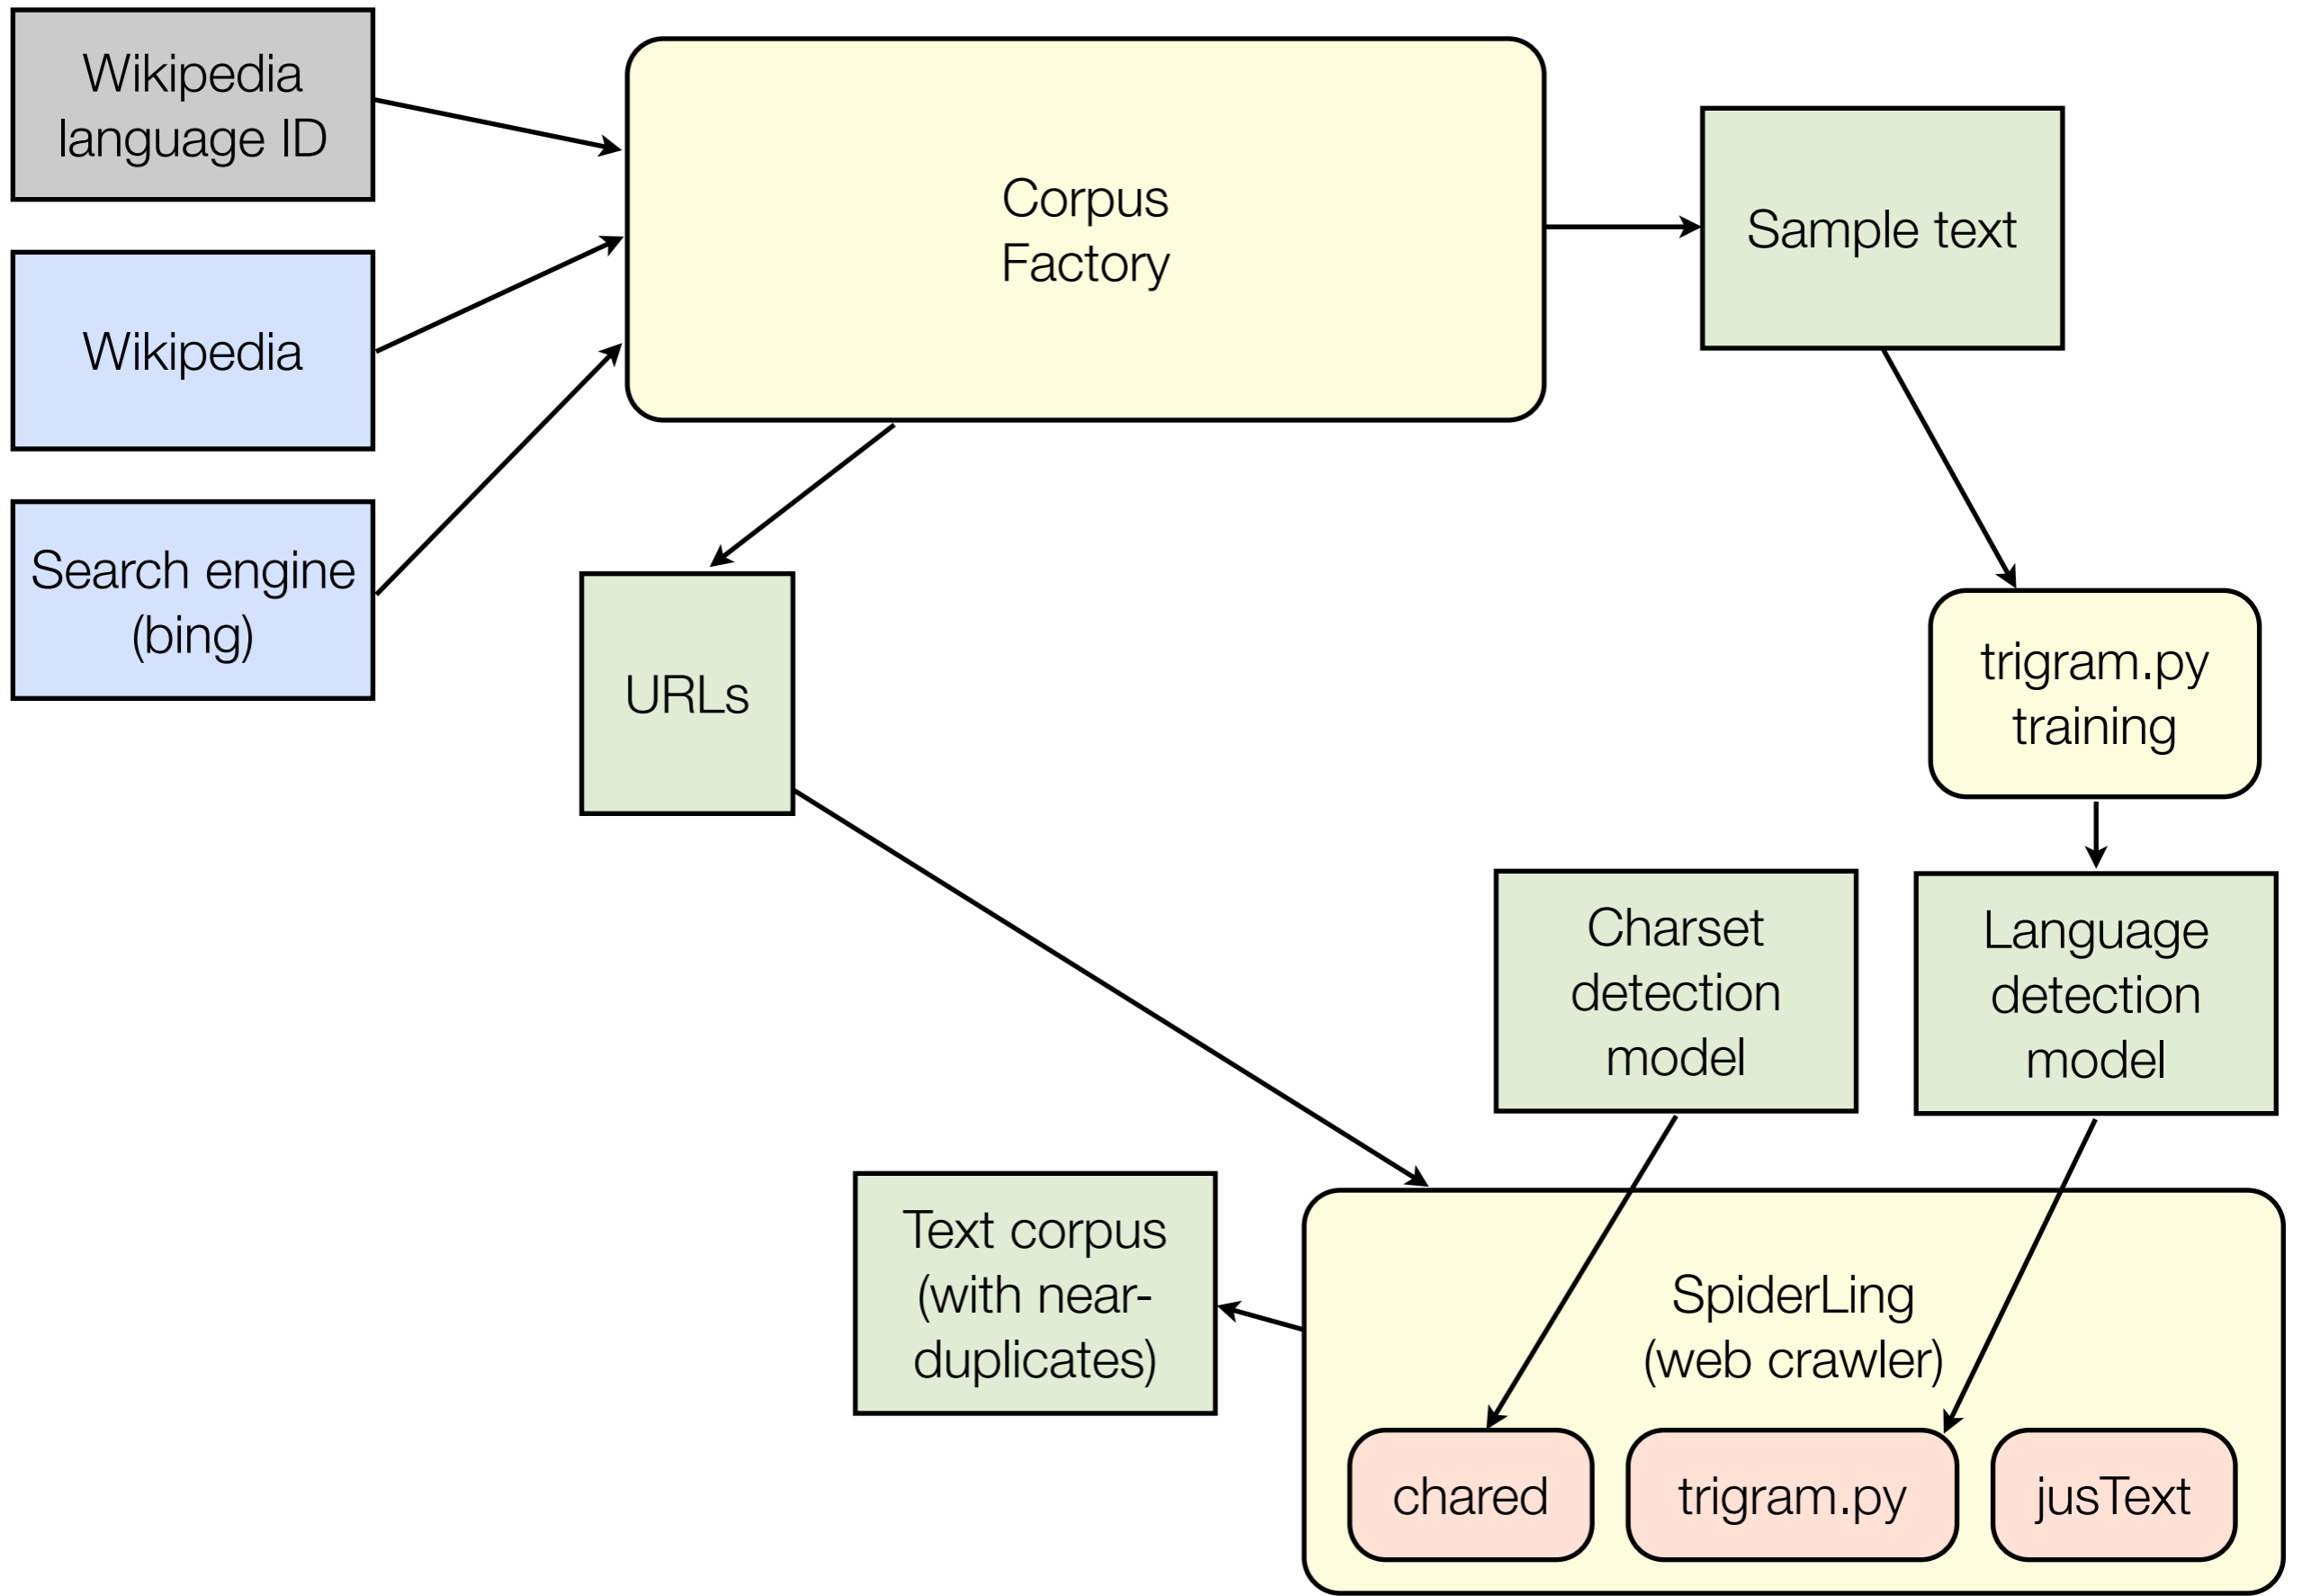 Wikipedia
language ID
Corpus
Factory
Sample text
Wikipedia
Search engine
(bing)
URLs
trigram.py
training
Charset
detection
model
Language
detection
model
Text corpus
(with near-
duplicates)
SpiderLing
(web crawler)
chared
trigram.py
jusText